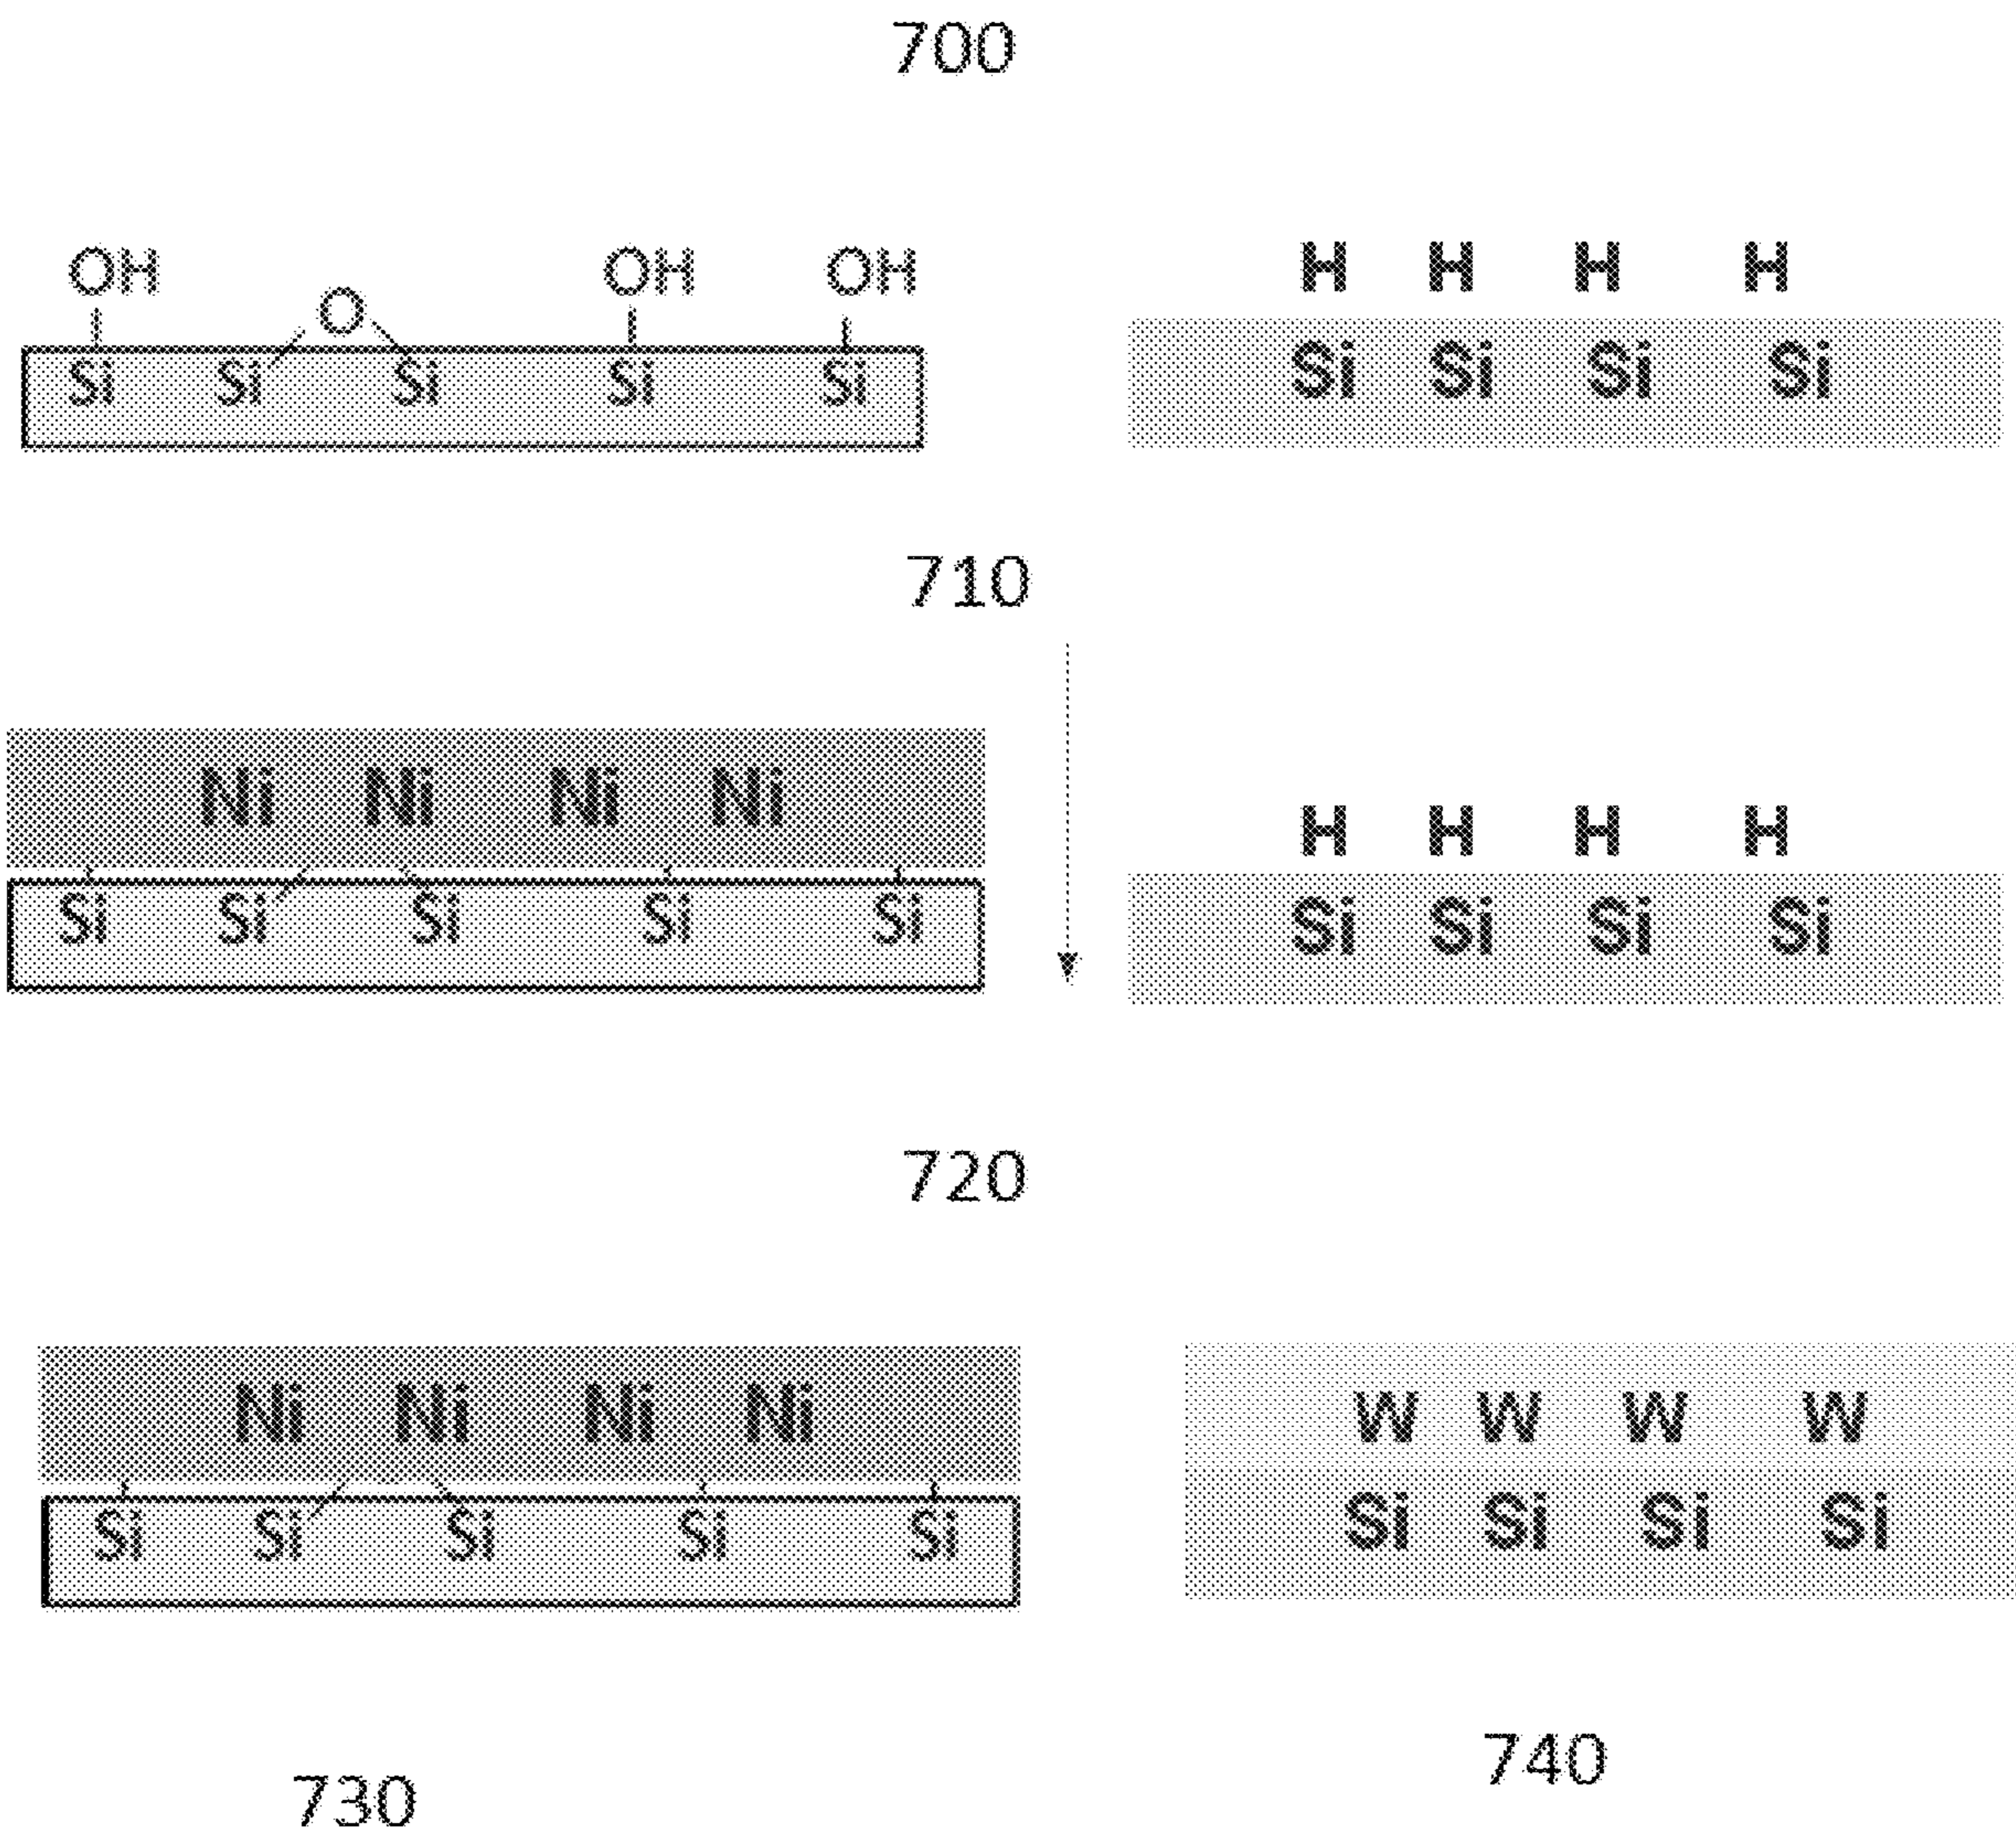 700
OH O OH OH H H H H
Si Si Si Si Si Si Si Si Si
710
Ni Ni Ni Ni H H H H
Si Si Si Si Si Si Si Si Si
720
Ni Ni Ni Ni W W W W
Si Si Si Si Si Si Si Si Si
730 740